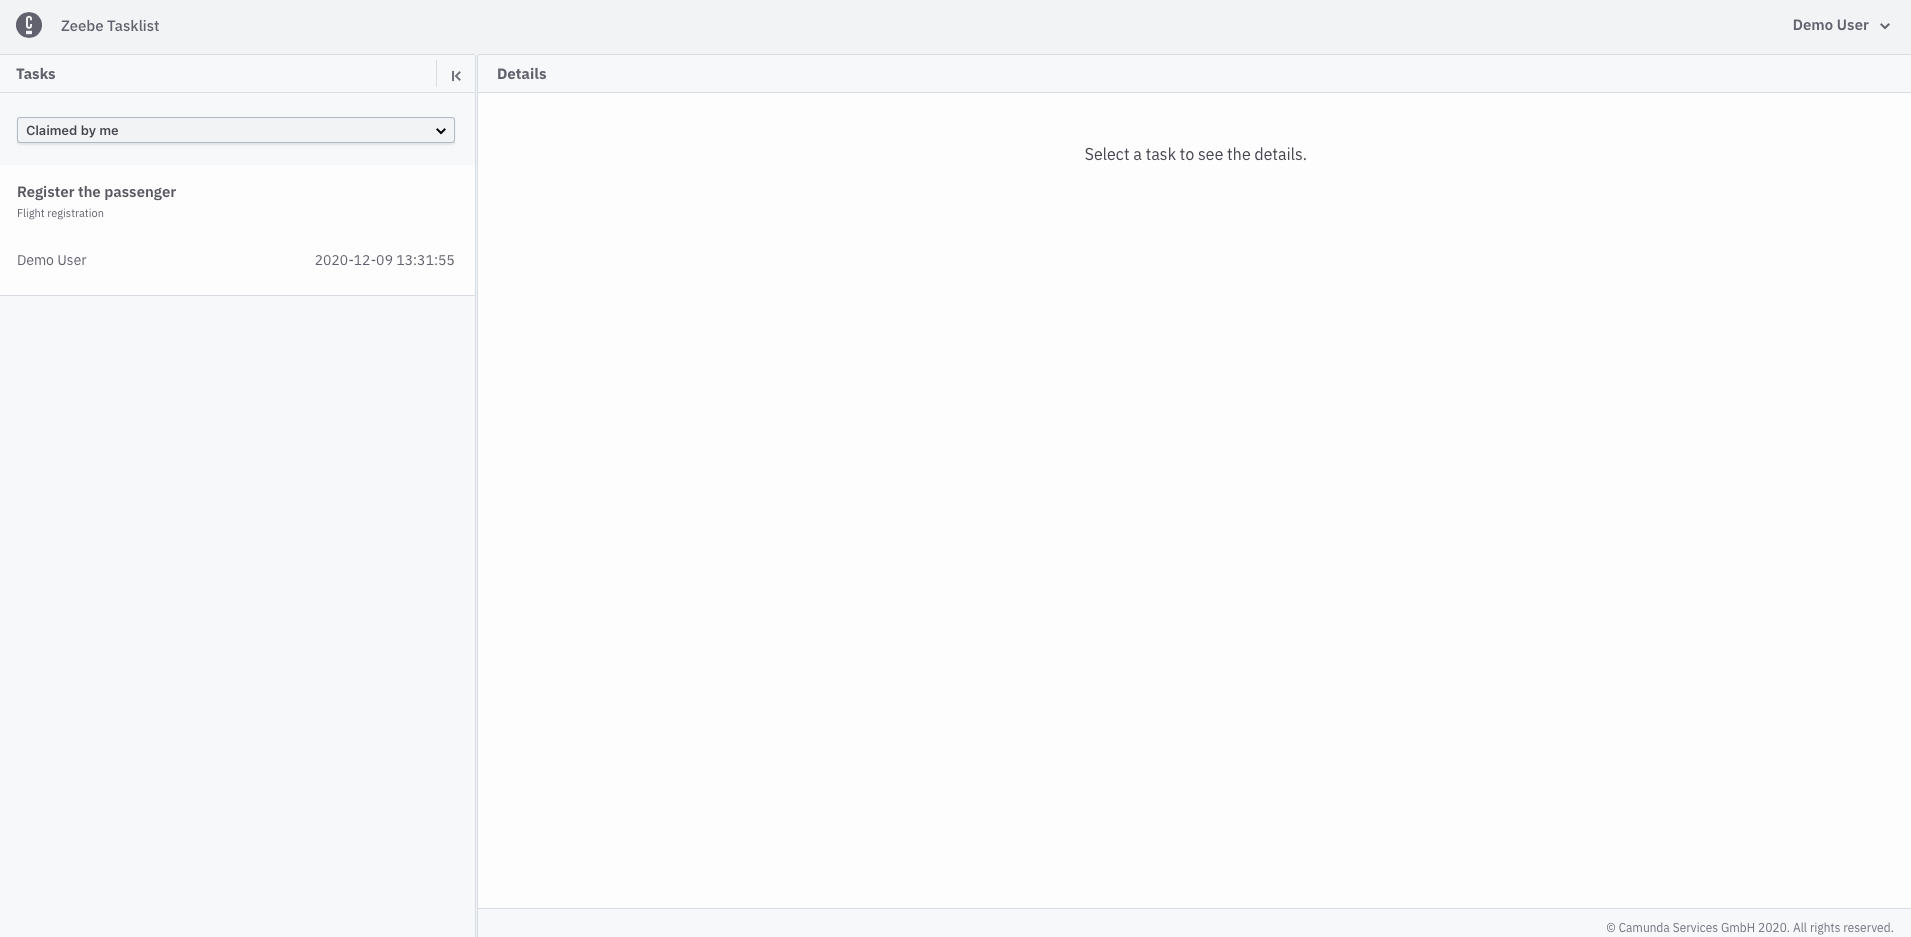 Zeebe Tasklist
Demo User
Tasks
Details
Claimed by me
Select a task to see the details.
Register the passenger
Flight registration
Demo User 2020-12-09 13:31:55
© Camunda Services GmbH 2020. All rights reserved.